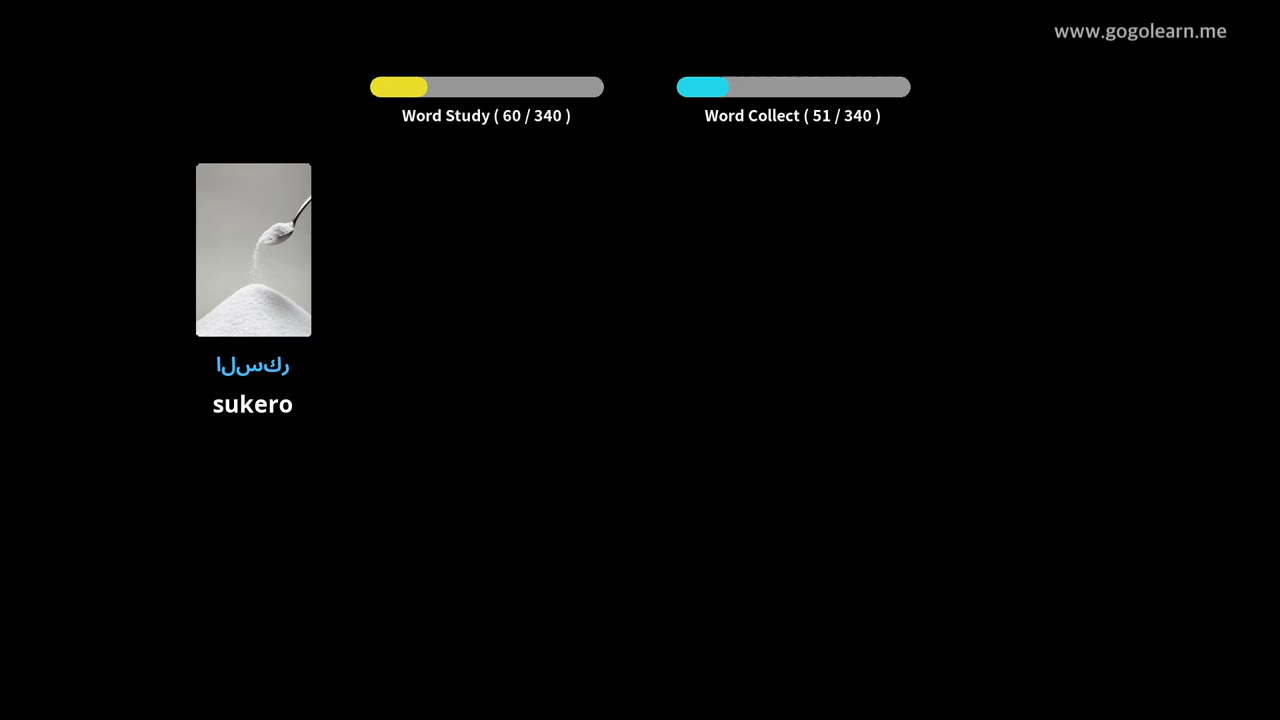 www.gogolearn.me
Word Study ( 60 / 340 )
Word Collect ( 51 / 340 )
السكر
sukero